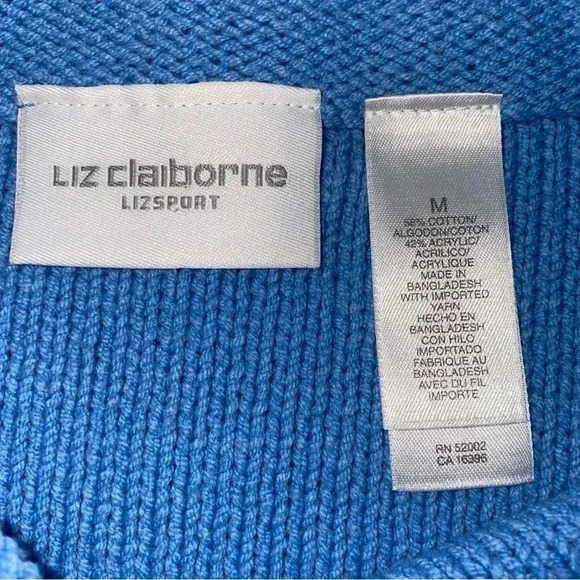 Liz claiborne
LIZSPORT
M
58% COTTON/
ALGODON/COTON
42% ACRYLIC/
ACRILICO/
ACRYLIQUE
MADE IN
BANGLADESH
WITH IMPORTED
YARN
HECHO EN
BANGLADESH
CON HILO
IMPORTADO
FABRIQUE AU
BANGLADESH
AVEC DU FIL
IMPORTE
RN 52002
CA 16396